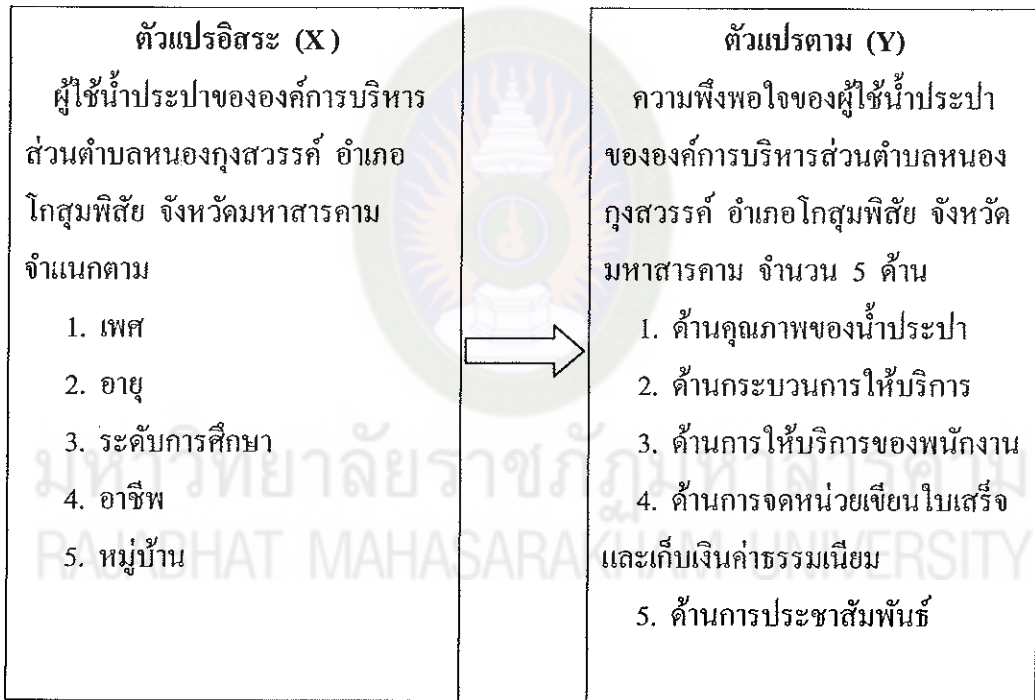 ตัวแปรอิสระ (X)
ผู้ใช้น้ำประปาขององค์การบริหาร
ส่วนตำบลหนองกุงสวรรค์ อำเภอ
โกสุมพิสัย จังหวัดมหาสารคาม
จำแนกตาม
1. เพศ
2. อายุ
3. ระดับการศึกษา
4. อาชีพ
5. หมู่บ้าน
ตัวแปรตาม (Y)
ความพึงพอใจของผู้ใช้น้ำประปา
ขององค์การบริหารส่วนตำบลหนอง
กุงสวรรค์ อำเภอโกสุมพิสัย จังหวัด
มหาสารคาม จำนวน 5 ด้าน
1. ด้านคุณภาพของน้ำประปา
2. ด้านกระบวนการให้บริการ
3. ด้านการให้บริการของพนักงาน
4. ด้านการจดหน่วยเขียนใบเสร็จ
และเก็บเงินค่าธรรมเนียม
5. ด้านการประชาสัมพันธ์
มหาวิทยาลัยราชภัฏมหาสารคาม
RAJABHAT MAHASARAKHAM UNIVERSITY